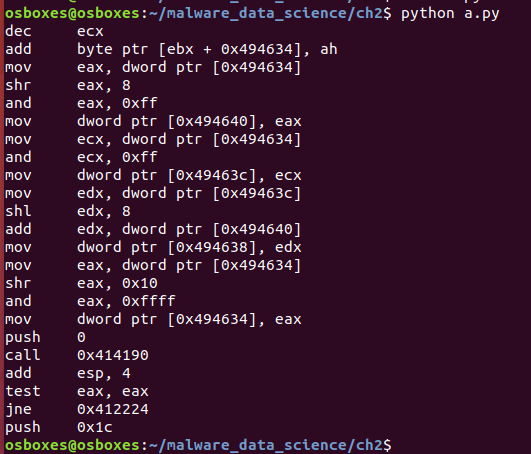 osboxes@osboxes:~/malware_data_science/ch2$ python a.py
dec ecx
add byte ptr [ebx + 0x494634], ah
mov eax, dword ptr [0x494634]
shr eax, 8
and eax, 0xff
mov dword ptr [0x494640], eax
mov ecx, dword ptr [0x494634]
and ecx, 0xff
mov dword ptr [0x49463c], ecx
mov edx, dword ptr [0x49463c]
shl edx, 8
add edx, dword ptr [0x494640]
mov dword ptr [0x494638], edx
mov eax, dword ptr [0x494634]
shr eax, 0x10
and eax, 0xffff
mov dword ptr [0x494634], eax
push 0
call 0x414190
add esp, 4
test eax, eax
jne 0x412224
push 0x1c
osboxes@osboxes:~/malware_data_science/ch2$